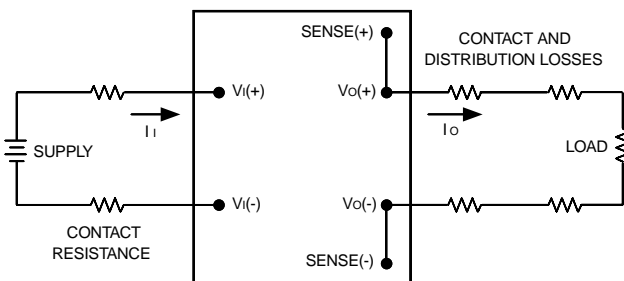 SENSE(+)
CONTACT AND
DISTRIBUTION LOSSES
VI(+)
VO(+)
II
IO
SUPPLY
LOAD
VI(-)
VO(-)
CONTACT
RESISTANCE
SENSE(-)